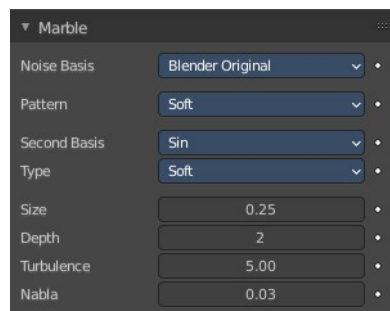 Marble
Noise Basis Blender Original
Pattern Soft
Second Basis Sin
Type Soft
Size 0.25
Depth 2
Turbulence 5.00
Nabla 0.03